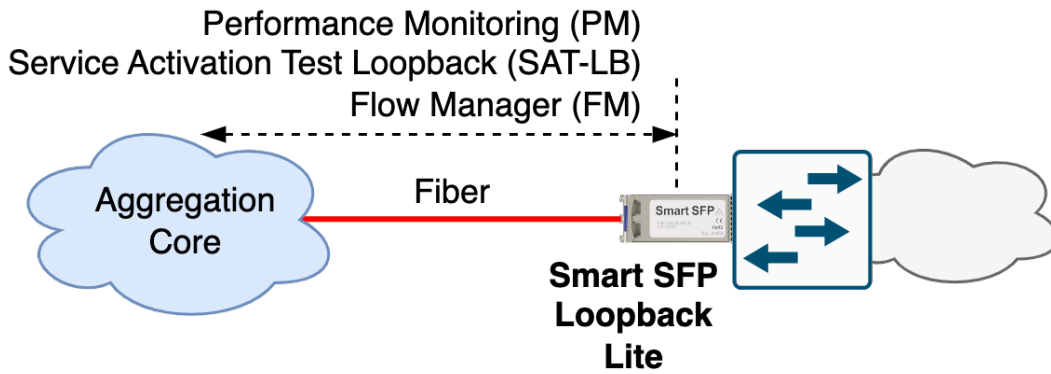 Performance Monitoring (PM)
Service Activation Test Loopback (SAT-LB)
Flow Manager (FM)
Aggregation
Core
Fiber
Smart SFP
Smart SFP
Loopback
Lite